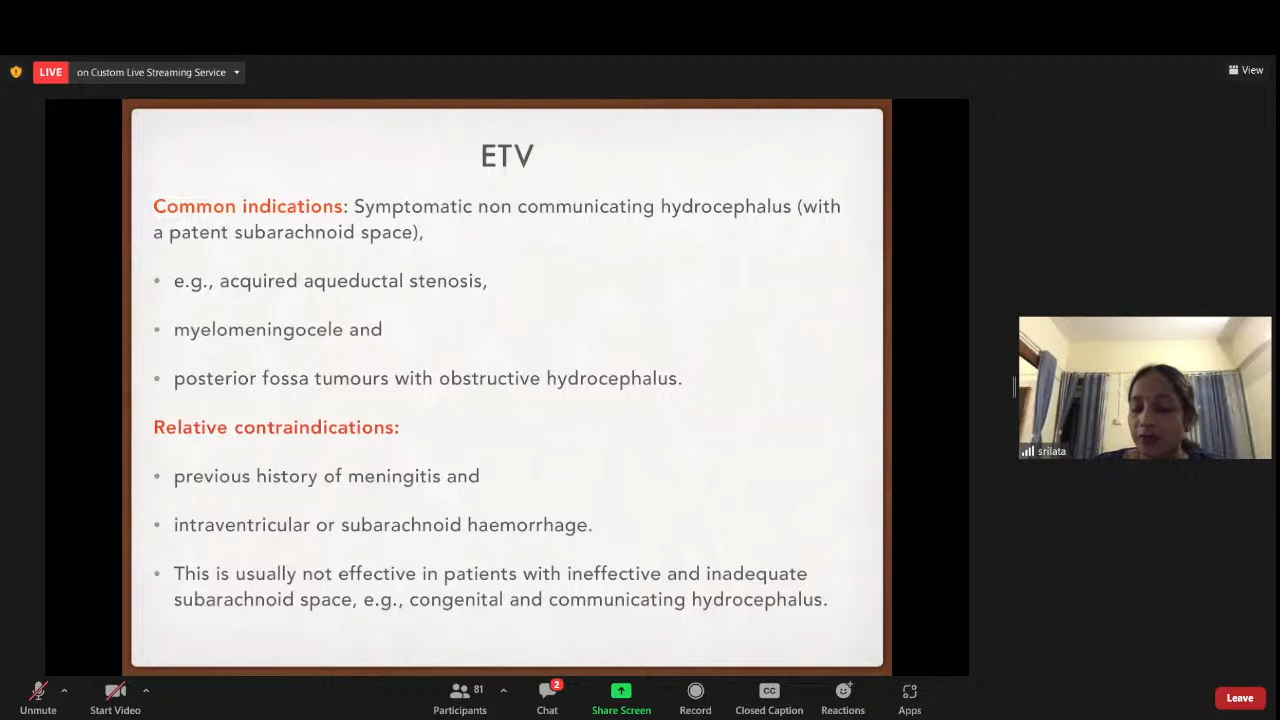 LIVE on Custom Live Streaming Service
View
ETV
Common indications: Symptomatic non communicating hydrocephalus (with
a patent subarachnoid space),
• e.g., acquired aqueductal stenosis,
• myelomeningocele and
• posterior fossa tumours with obstructive hydrocephalus.
Relative contraindications:
• previous history of meningitis and
• intraventricular or subarachnoid haemorrhage.
• This is usually not effective in patients with ineffective and inadequate
subarachnoid space, e.g., congenital and communicating hydrocephalus.
srilata
Unmute
Start Video
81
Participants
2
Chat
Share Screen
Record
CC
Closed Caption
Reactions
Apps
Leave